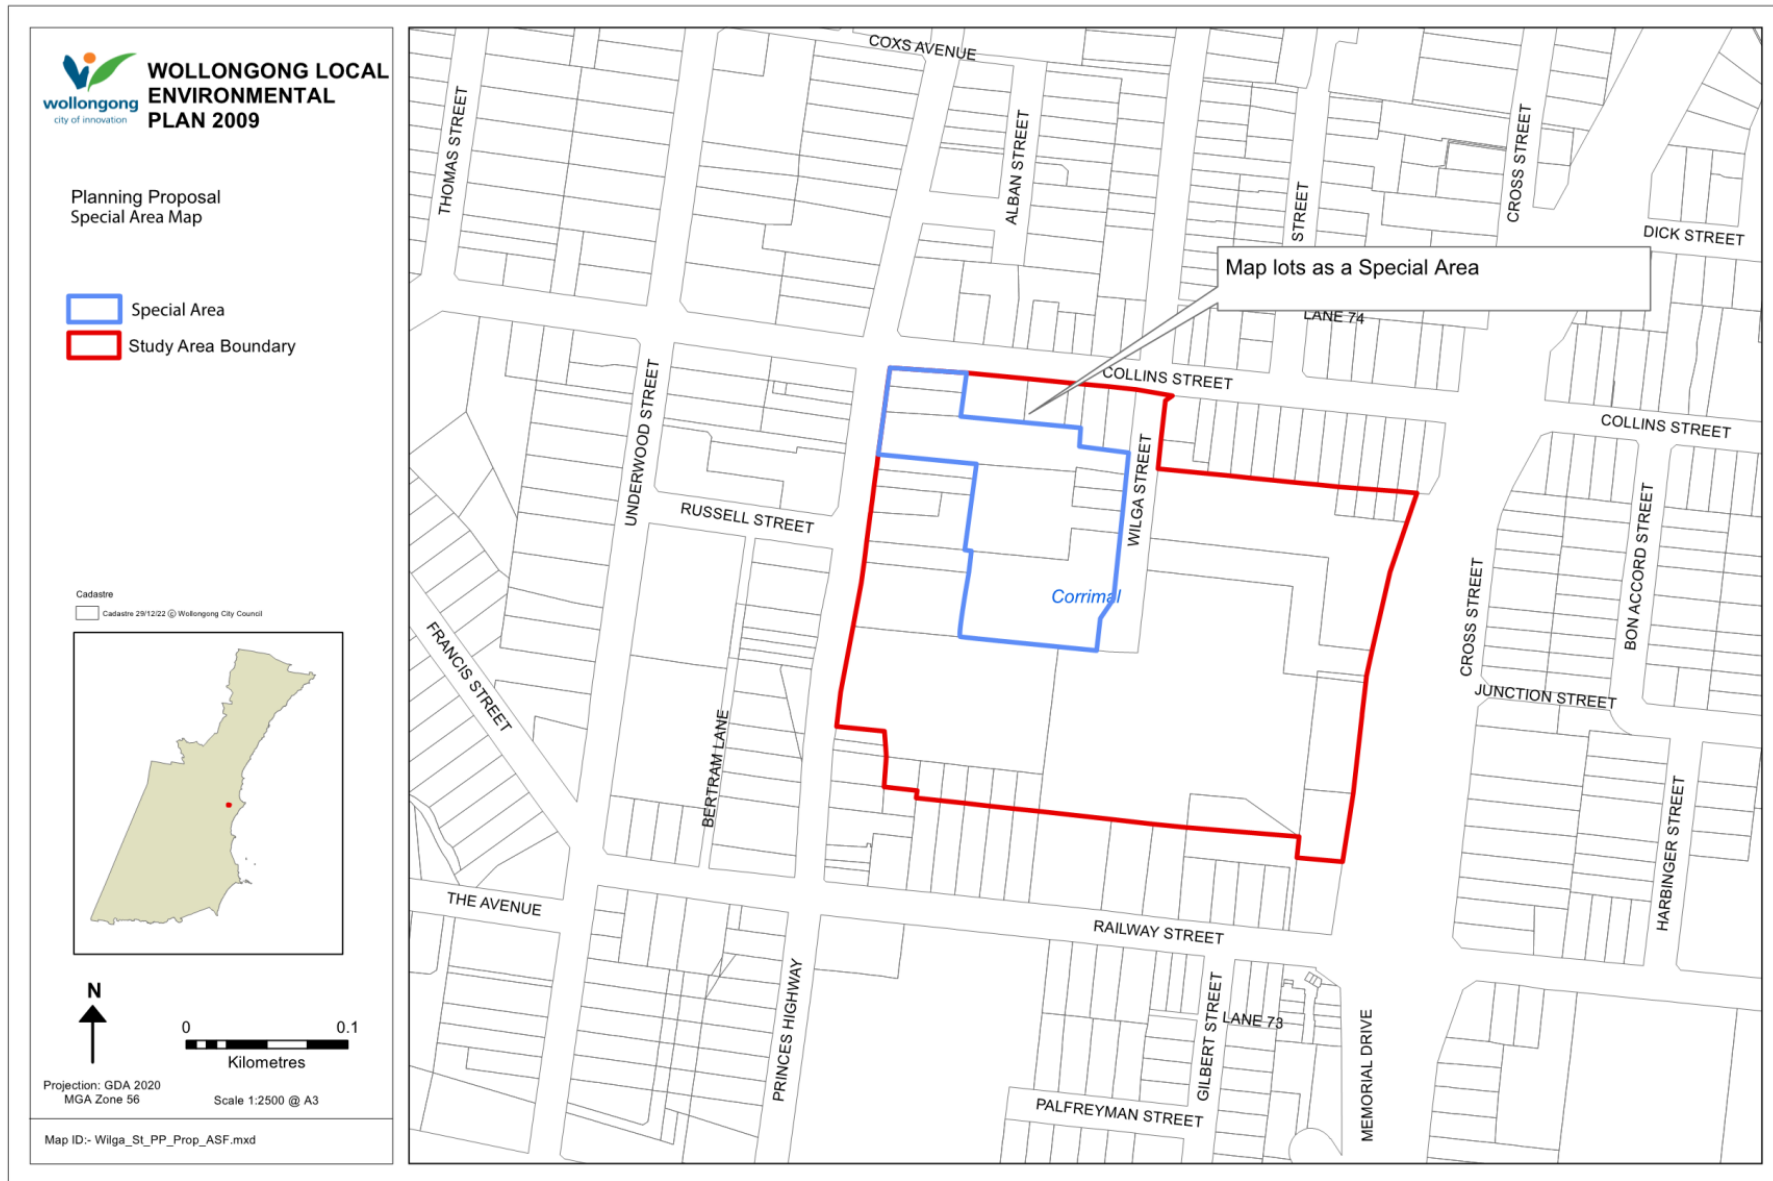 wollongong
city of innovation
WOLLONGONG LOCAL
ENVIRONMENTAL
PLAN 2009
Planning Proposal
Special Area Map
Special Area
Study Area Boundary
Cadastre
Cadastre 29/12/22 © Wollongong City Council
N
0 0.1
Kilometres
Projection: GDA 2020
MGA Zone 56
Scale 1:2500 @ A3
Map ID:- Wilga_St_PP_Prop_ASF.mxd
COXS AVENUE
THOMAS STREET
ALBAN STREET
STREET
CROSS STREET
DICK STREET
Map lots as a Special Area
LANE 74
COLLINS STREET
COLLINS STREET
UNDERWOOD STREET
WILGA STREET
RUSSELL STREET
Corrimal
CROSS STREET
BON ACCORD STREET
JUNCTION STREET
FRANCIS STREET
BERTRAM LANE
HARBINGER STREET
THE AVENUE
RAILWAY STREET
PRINCES HIGHWAY
GILBERT STREET
LANE 73
MEMORIAL DRIVE
PALFREYMAN STREET